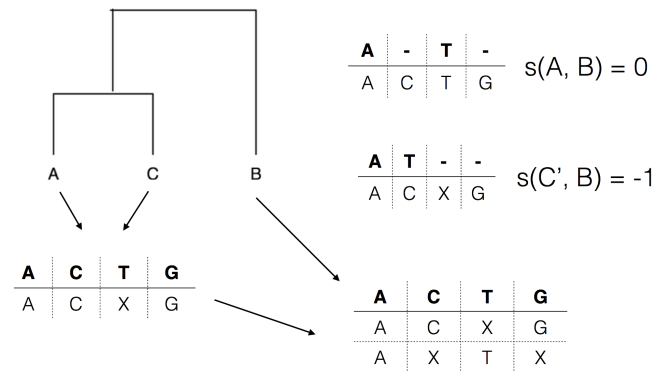 A - T -
A C T G
s(A, B) = 0
A T - -
A C X G
s(C’, B) = -1
A C B
A C T G
A C X G
A C T G
A C X G
A X T X